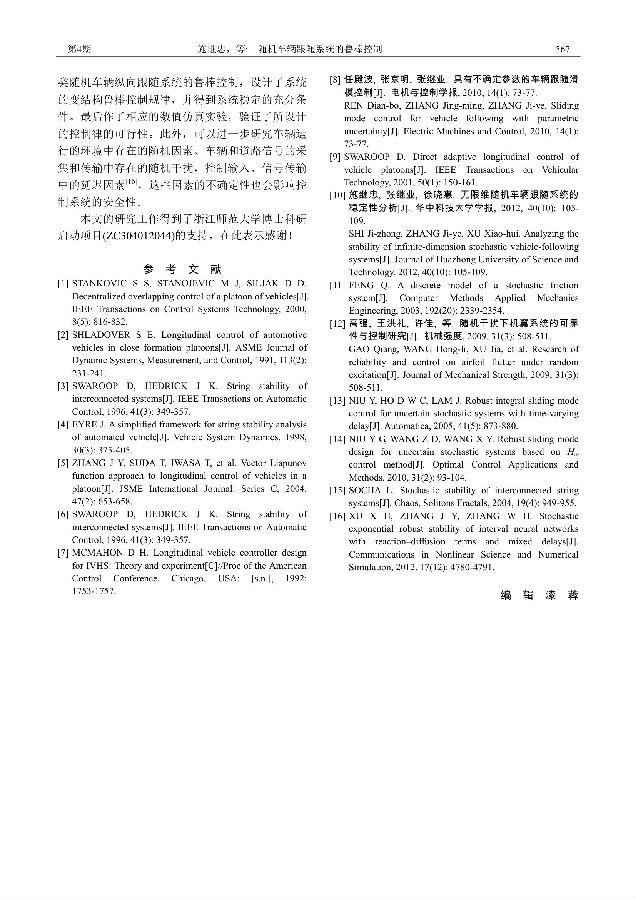 第4期
施继忠，等: 随机车辆跟随系统的鲁棒控制
567
类随机车辆纵向跟随系统的鲁棒控制，设计了系统
的变结构鲁棒控制规律，并得到系统稳定的充分条
件。最后作了相应的数值仿真实验，验证了所设计
的控制律的可行性。此外，可以进一步研究车辆运
行的环境中存在的随机因素、车辆和道路信号的采
集和传输中存在的随机干扰，控制输入、信号传输
中的延迟因素[16]，这些因素的不确定性也会影响控
制系统的安全性。
本文的研究工作得到了浙江师范大学博士科研
启动项目(ZC304012044)的支持，在此表示感谢！
参 考 文 献
[1] STANKOVIC S S, STANOJEVIC M J, SILJAK D D.
Decentralized overlapping control of a platoon of vehicles[J].
IEEE Transactions on Control Systems Technology, 2000,
8(5): 816-832.
[2] SHLADOVER S E. Longitudinal control of automotive
vehicles in close formation platoons[J]. ASME Journal of
Dynamic Systems, Measurement, and Control, 1991, 113(2):
231-241.
[3] SWAROOP D, HEDRICK J K. String stability of
interconnected systems[J]. IEEE Transactions on Automatic
Control, 1996, 41(3): 349-357.
[4] EYRE J. A simplified framework for string stability analysis
of automated vehcle[J]. Vehicle System Dynamics, 1998,
30(3): 375-405.
[5] ZHANG J Y, SUDA Y, IWASA T, et al. Vector Liapunov
function approach to longitudinal control of vehicles in a
platoon[J]. JSME International Journal: Series C, 2004,
47(2): 653-658.
[6] SWAROOP D, HEDRICK J K. String stability of
interconnected systems[J]. IEEE Transactions on Automatic
Control, 1996, 41(3): 349-357.
[7] MCMAHON D H. Longitudinal vehicle controller design
for IVHS: Theory and experiment[C]//Proc of the American
Control Conference. Chicago, USA: [s.n.], 1992:
1753-1757.
[8] 任殿波, 张京明, 张继业. 具有不确定参数的车辆跟随滑
模控制[J]. 电机与控制学报, 2010, 14(1): 73-77.
REN Dian-bo, ZHANG Jing-ming, ZHANG Ji-ye. Sliding
mode control for vehicle following with parametric
uncertainty[J]. Electric Machines and Control, 2010, 14(1):
73-77.
[9] SWAROOP D. Direct adaptive longitudinal control of
vehicle platoons[J]. IEEE Transactions on Vehicular
Technology, 2001, 50(1): 150-161.
[10] 施继忠, 张继业, 徐晓惠. 无限维随机车辆跟随系统的
稳定性分析[J]. 华中科技大学学报, 2012, 40(10): 105-
109.
SHI Ji-zhong, ZHANG Ji-ye, XU Xiao-hui. Analyzing the
stability of infinite-dimension stochastic vehicle-following
systems[J]. Journal of Huazhong University of Science and
Technology, 2012, 40(10): 105-109.
[11] FENG Q. A discrete model of a stochastic friction
system[J]. Computer Methods Applied Mechanics
Engineering, 2003, 192(20): 2339-2354.
[12] 高强, 王洪礼, 许佳, 等. 随机干扰下机翼系统的可靠
性与控制研究[J]. 机械强度, 2009, 31(3): 508-511.
GAO Qiang, WANG Hong-li, XU Jia, et al. Research of
reliability and control on airfoil flutter under random
excitation[J]. Journal of Mechanical Strength, 2009, 31(3):
508-511.
[13] NIU Y, HO D W C, LAM J. Robust integral sliding mode
control for uncertain stochastic systems with time-varying
delay[J]. Automatica, 2005, 41(5): 873-880.
[14] NIU Y G, WANG Z D, WANG X Y. Robust sliding mode
design for uncertain stochastic systems based on H∞
control method[J]. Optimal Control Applications and
Methods, 2010, 31(2): 93-104.
[15] SOCHA L. Stochastic stability of interconnected string
systems[J]. Chaos, Solitons Fractals, 2004, 19(4): 949-955.
[16] XU X H, ZHANG J Y, ZHANG W H. Stochastic
exponential robust stability of interval neural networks
with reaction–diffusion terms and mixed delays[J].
Communications in Nonlinear Science and Numerical
Simulation, 2012, 17(12): 4780-4791.
编 辑 漆 蓉